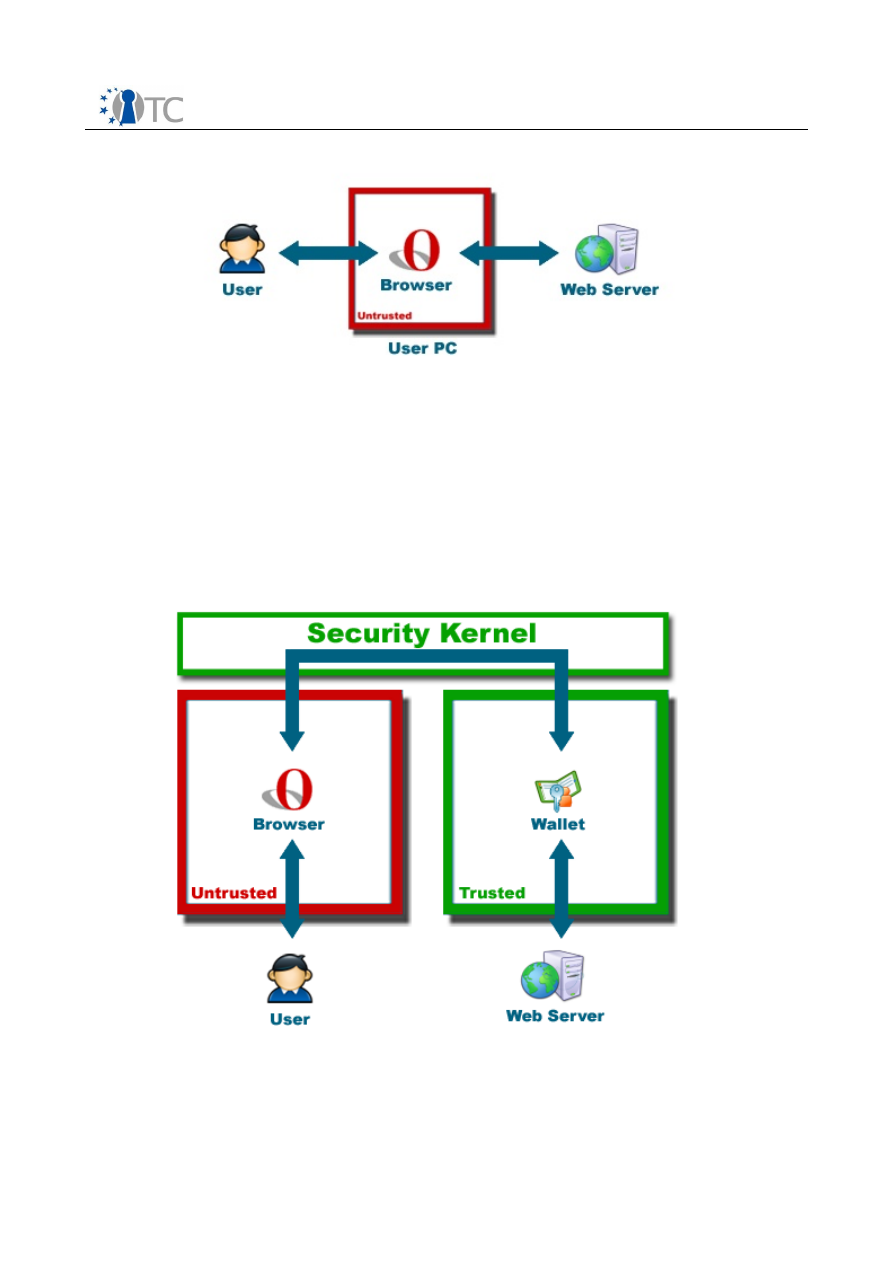 TC
Browser
User
Web Server
Untrusted
User PC
Security Kernel
Browser
Wallet
Untrusted
Trusted
User
Web Server